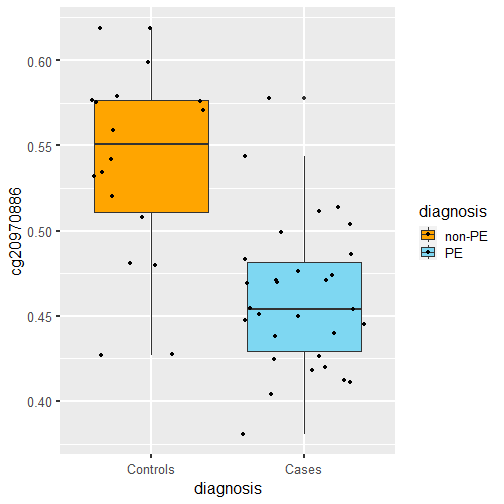 cg20970886
0.60
0.55
0.50
0.45
0.40
Controls
Cases
diagnosis
diagnosis
non-PE
PE